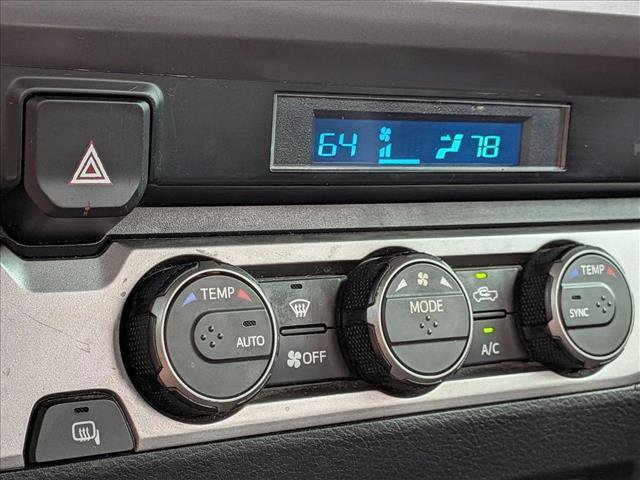 64 78
TEMP
AUTO
OFF
MODE
A/C
TEMP
SYNC